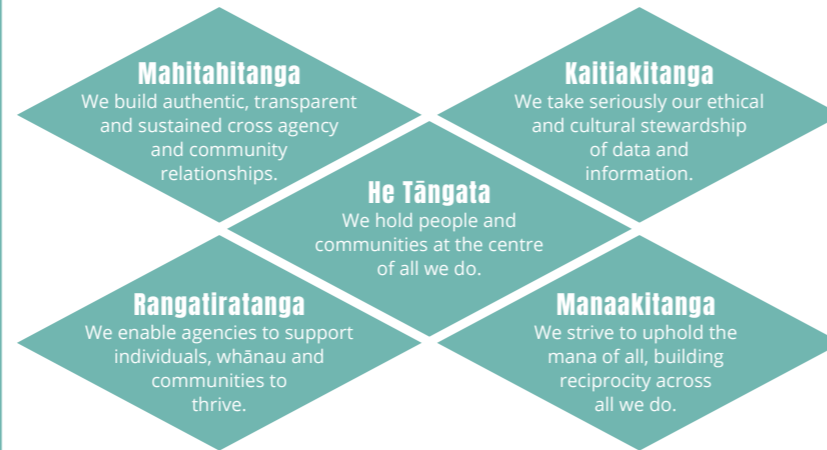 Mahitahitanga
We build authentic, transparent
and sustained cross agency
and community
relationships.
Kaitiakitanga
We take seriously our ethical
and cultural stewardship
of data and
information.
He Tāngata
We hold people and
communities at the centre
of all we do.
Rangatiratanga
We enable agencies to support
individuals, whānau and
communities to
thrive.
Manaakitanga
We strive to uphold the
mana of all, building
reciprocity across
all we do.